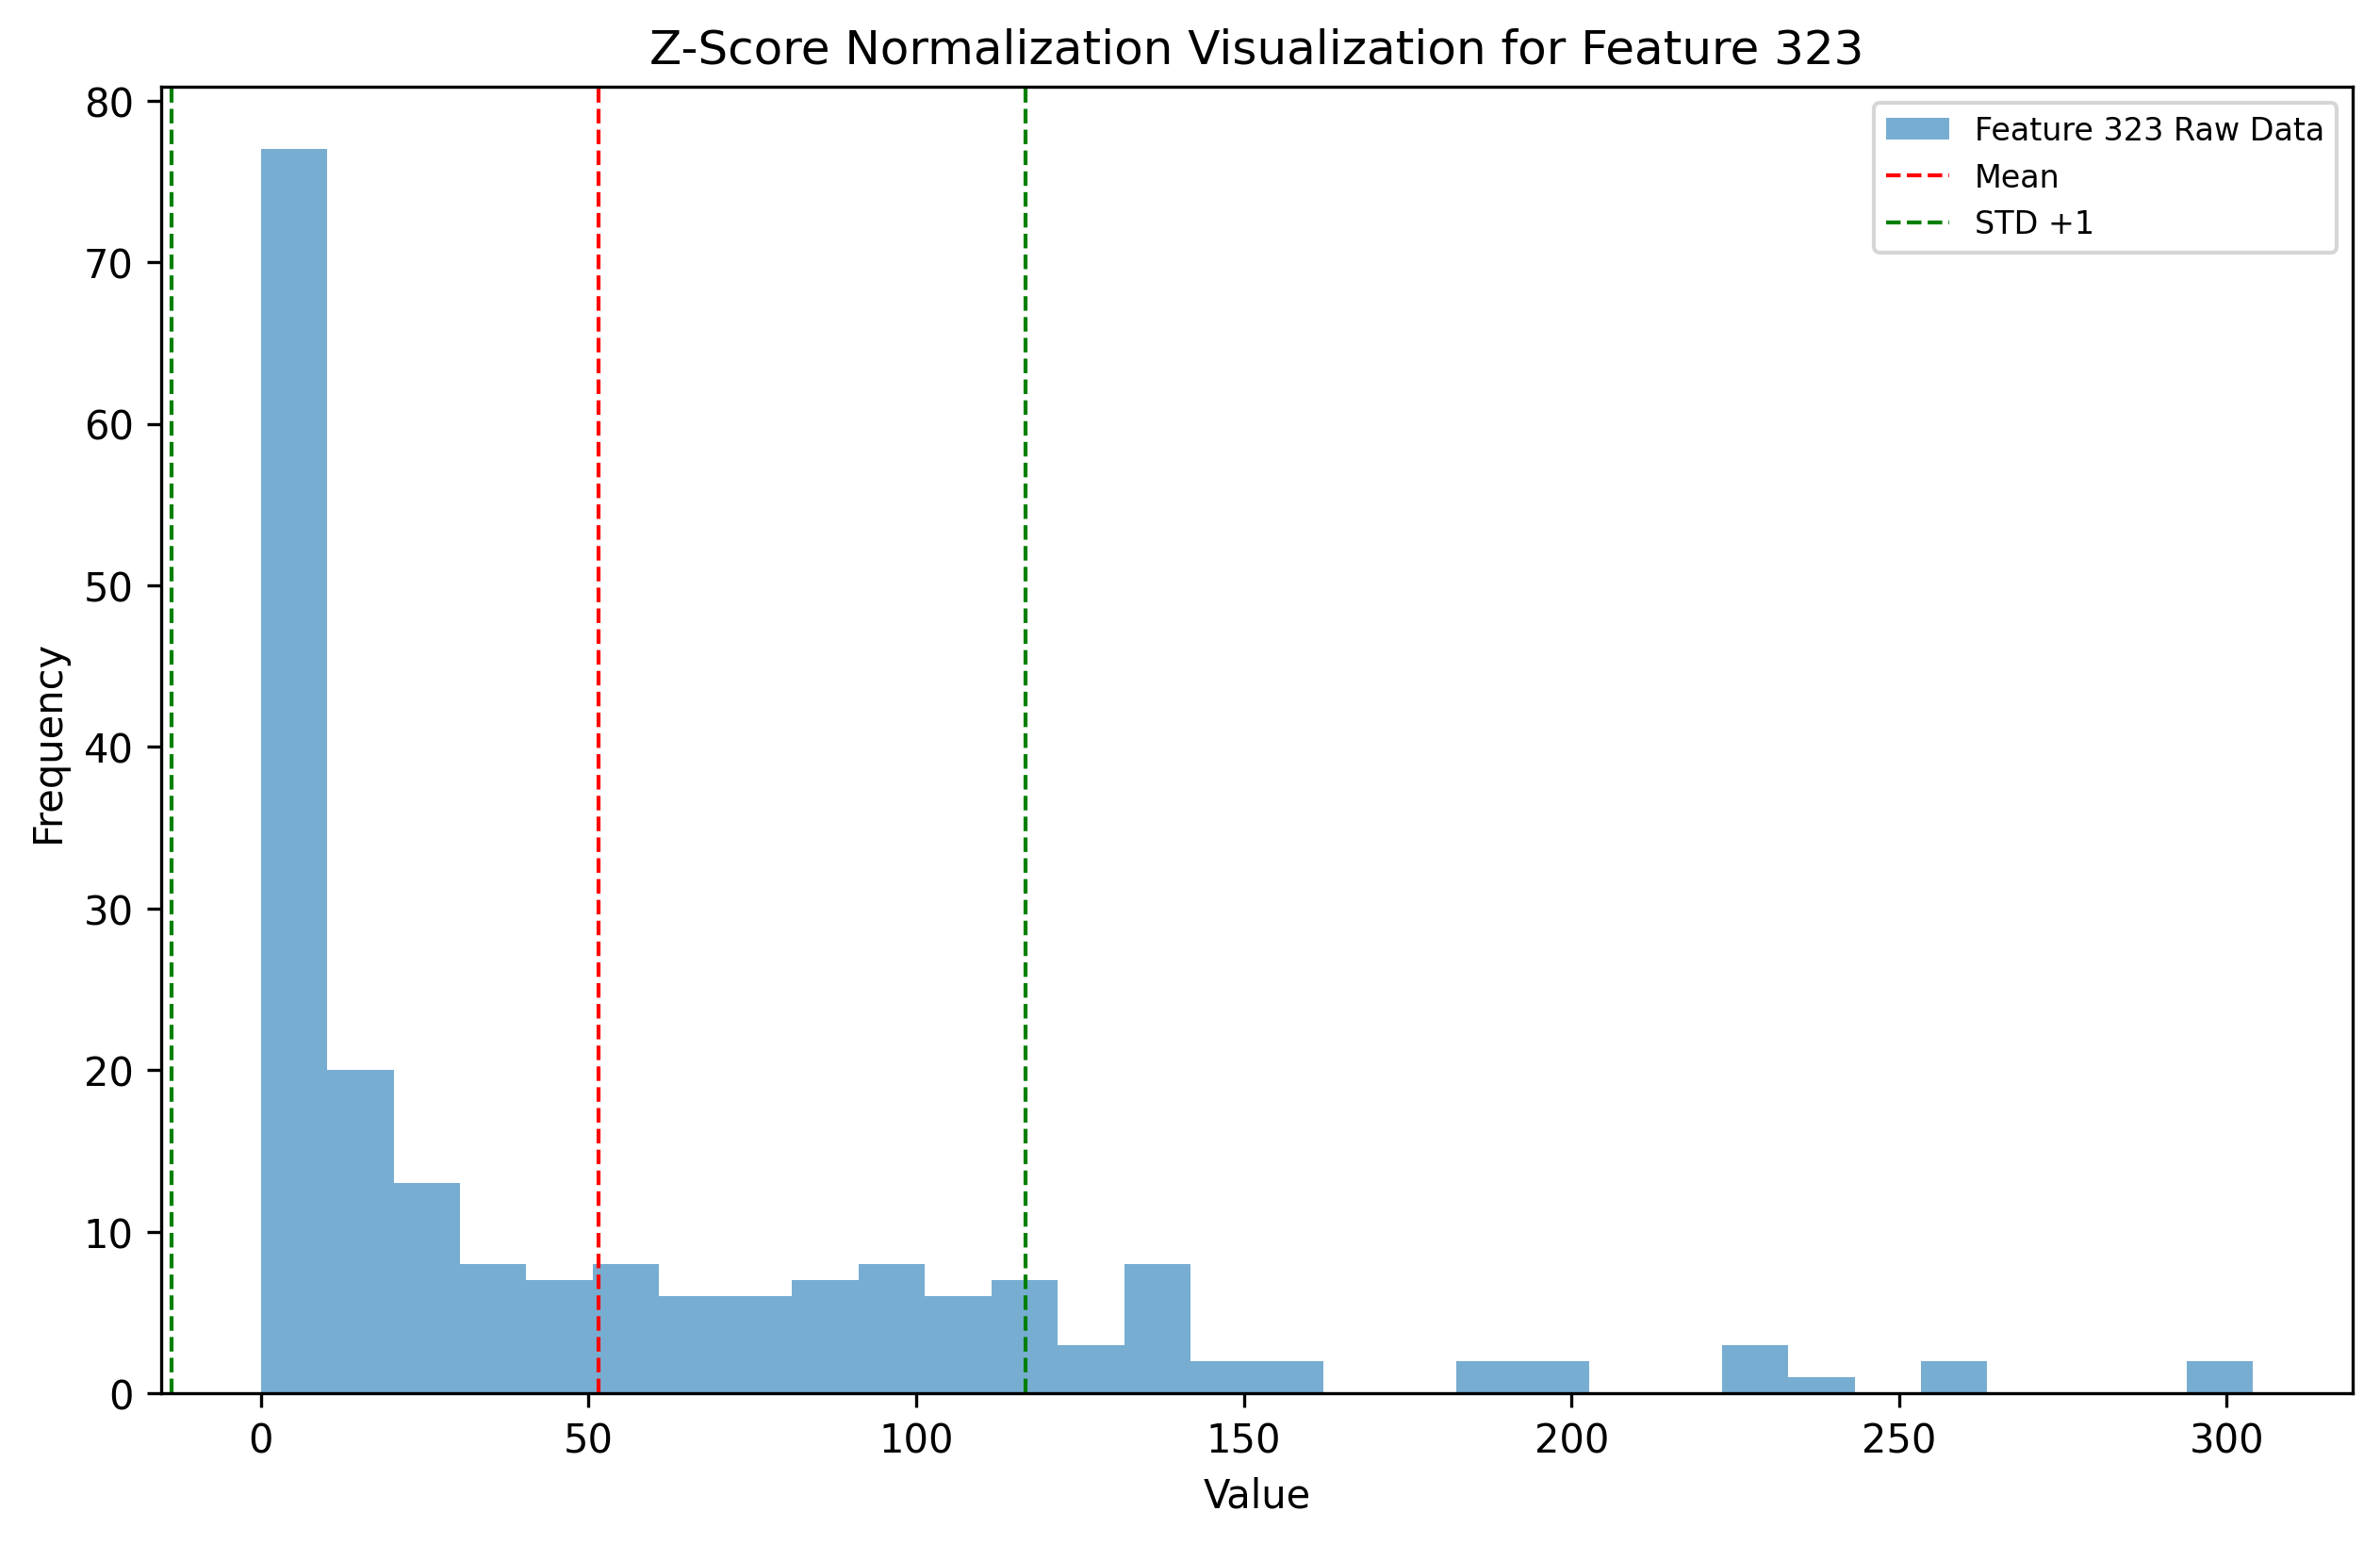 Z-Score Normalization Visualization for Feature 323
Feature 323 Raw Data
Mean
STD +1
80
70
60
50
40
30
20
10
0
Frequency
0 50 100 150 200 250 300
Value